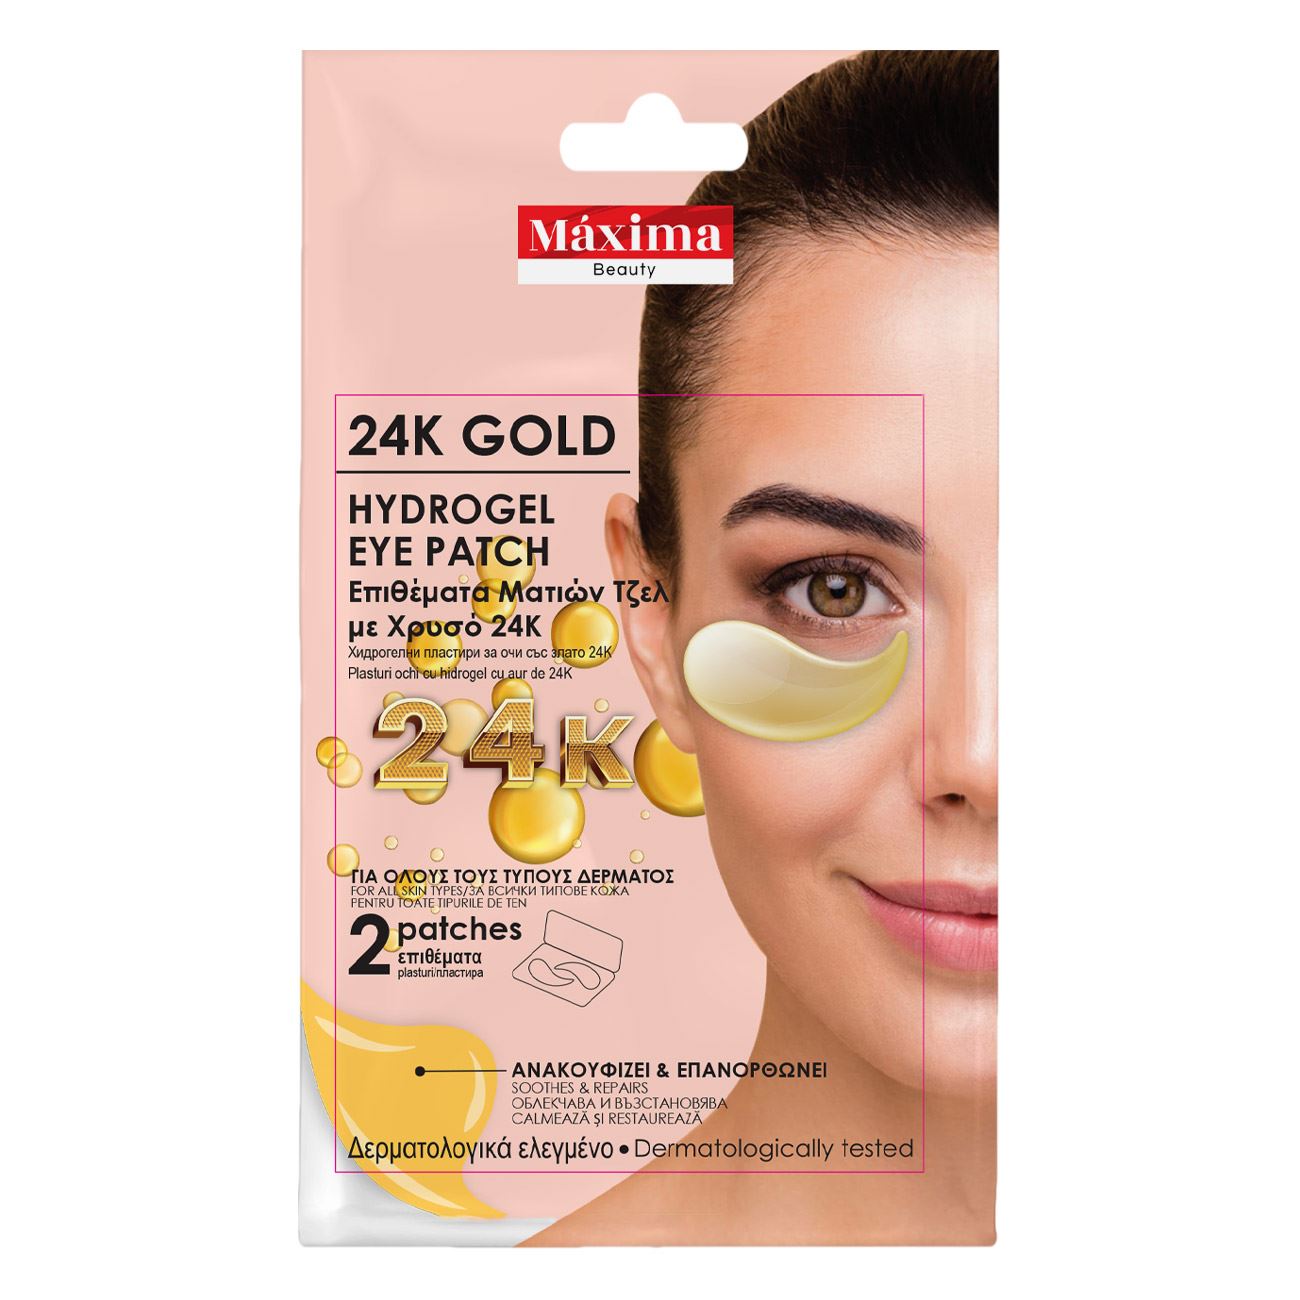 Máxima
Beauty
24K GOLD
HYDROGEL
EYE PATCH
Επιθέματα Ματιών Τζελ
με Χρυσό 24K
Хидрогелни пластири за очи със злато 24K
Plasturi ochi cu hidrogel cu aur de 24K
24K
ΓΙΑ ΟΛΟΥΣ ΤΟΥΣ ΤΥΠΟΥΣ ΔΕΡΜΑΤΟΣ
FOR ALL SKIN TYPES/ЗА ВСИЧКИ ТИПОВЕ КОЖА
PENTRU TOATE TIPURILE DE TEN
2 patches
επιθέματα
plasturi/пластира
ΑΝΑΚΟΥΦΙΖΕΙ & ΕΠΑΝΟΡΘΩΝΕΙ
SOOTHES & REPAIRS
ОБЛЕКЧАВА И ВЪЗСТАНОВЯВА
CALMEAZĂ ȘI RESTAUREAZĂ
Δερματολογικά ελεγμένο • Dermatologically tested